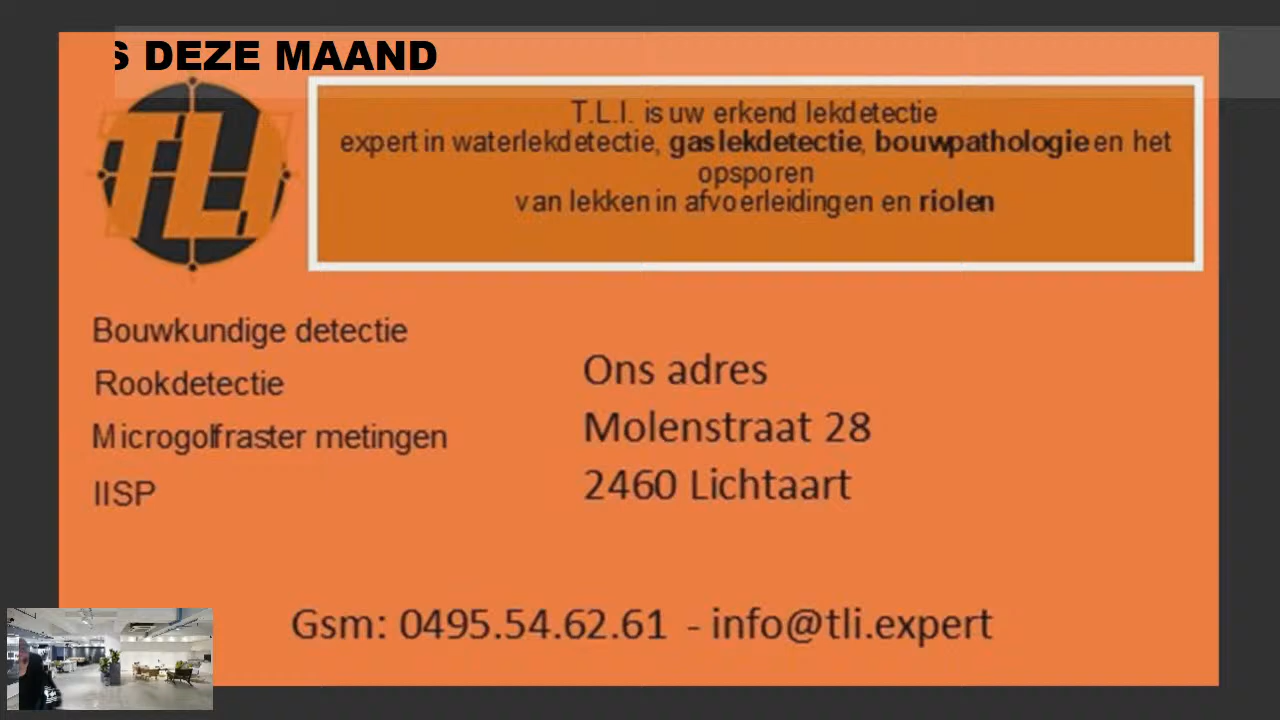 S DEZE MAAND
TLI
T.L.I. is uw erkend lekdetectie
expert in waterlekdetectie, gaslekdetectie, bouwpathologie en het
opsporen
van lekken in afvoerleidingen en riolen
Bouwkundige detectie
Rookdetectie
Microgolfraster metingen
IISP
Ons adres
Molenstraat 28
2460 Lichtaart
Gsm: 0495.54.62.61 - info@tli.expert